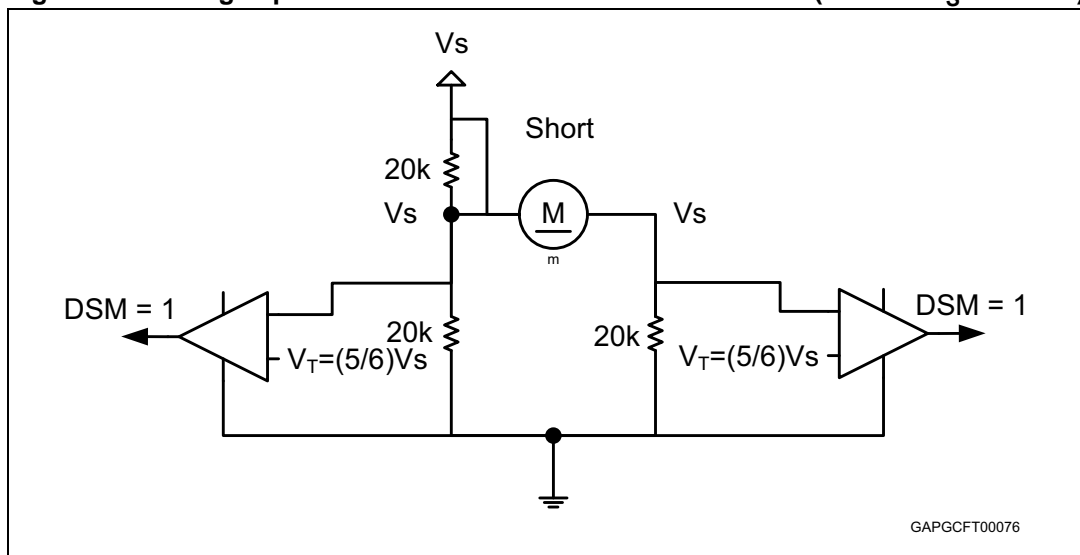 Vs
Short
20k
Vs
M
Vs
m
DSM = 1
DSM = 1
20k
20k
V_T=(5/6)Vs
V_T=(5/6)Vs
GAPGCFT00076